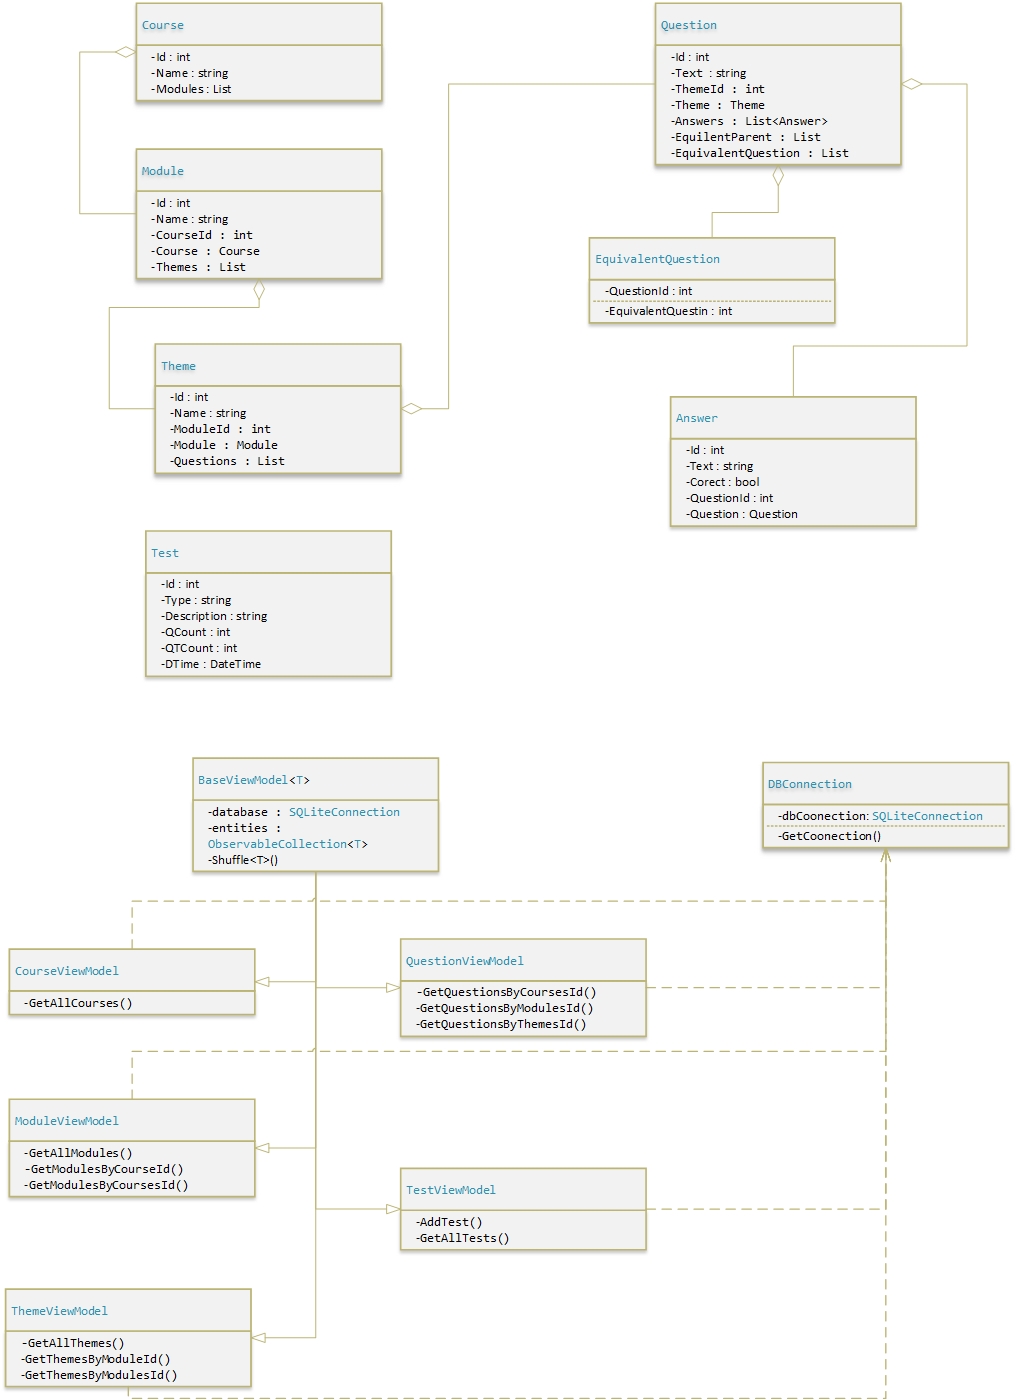 Course
-Id : int
-Name : string
-Modules : List
Question
-Id : int
-Text : string
-ThemeId : int
-Theme : Theme
-Answers : List<Answer>
-EquilentParent : List
-EquivalentQuestion : List
Module
-Id : int
-Name : string
-CourseId : int
-Course : Course
-Themes : List
EquivalentQuestion
-QuestionId : int
-EquivalentQuestin : int
Theme
-Id : int
-Name : string
-ModuleId : int
-Module : Module
-Questions : List
Answer
-Id : int
-Text : string
-Corect : bool
-QuestionId : int
-Question : Question
Test
-Id : int
-Type : string
-Description : string
-QCount : int
-QTCount : int
-DTime : DateTime
BaseViewModel<T>
-database : SQLiteConnection
-entities :
ObservableCollection<T>
-Shuffle<T>()
DBConnection
-dbCoonection: SQLiteConnection
-GetCoonection()
CourseViewModel
-GetAllCourses()
QuestionViewModel
-GetQuestionsByCoursesId()
-GetQuestionsByModulesId()
-GetQuestionsByThemesId()
ModuleViewModel
-GetAllModules()
-GetModulesByCourseId()
-GetModulesByCoursesId()
TestViewModel
-AddTest()
-GetAllTests()
ThemeViewModel
-GetAllThemes()
-GetThemesByModuleId()
-GetThemesByModulesId()